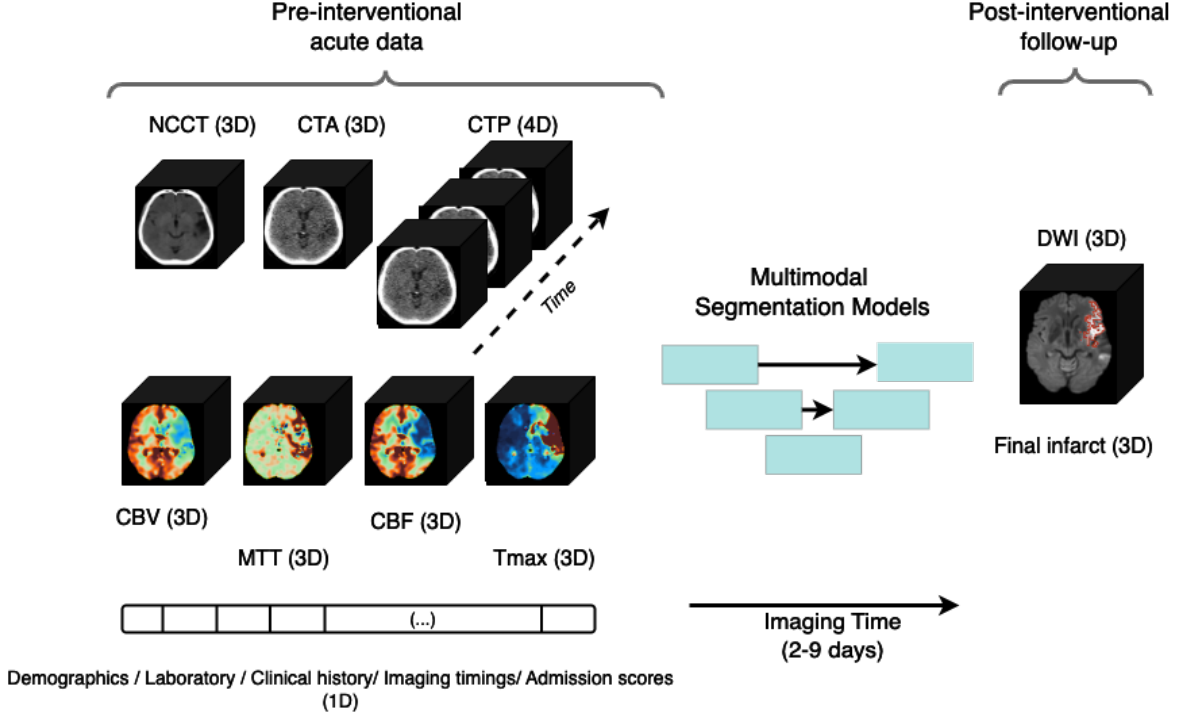 Pre-interventional
acute data
Post-interventional
follow-up
NCCT (3D)
CTA (3D)
CTP (4D)
Time
DWI (3D)
Multimodal
Segmentation Models
Final infarct (3D)
CBV (3D)
CBF (3D)
MTT (3D)
Tmax (3D)
(...)
Imaging Time
(2-9 days)
Demographics / Laboratory / Clinical history/ Imaging timings/ Admission scores
(1D)